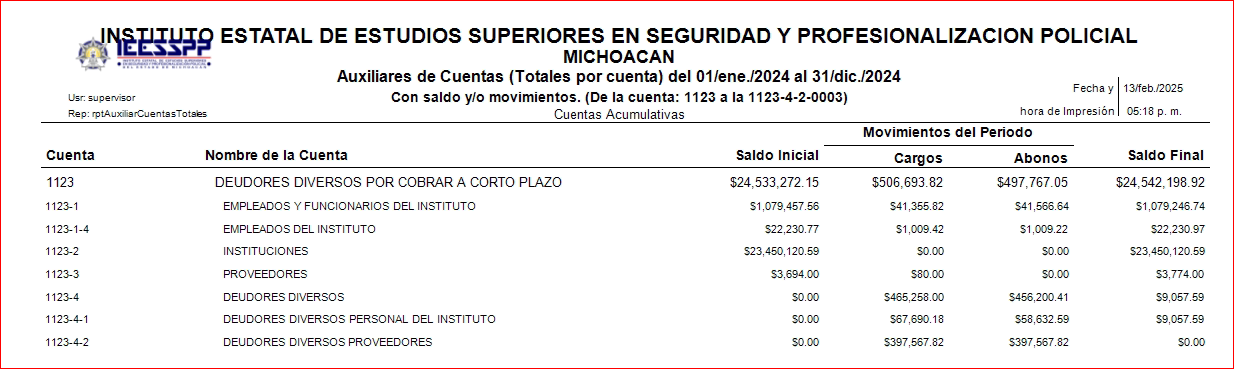 INSTITUTO ESTATAL DE ESTUDIOS SUPERIORES EN SEGURIDAD Y PROFESIONALIZACION POLICIAL
IEESSPP
MICHOACAN
Auxiliares de Cuentas (Totales por cuenta) del 01/ene./2024 al 31/dic./2024
Usr: supervisor Con saldo y/o movimientos. (De la cuenta: 1123 a la 1123-4-2-0003) Fecha y 13/feb./2025
Rep: rptAuxiliarCuentasTotales Cuentas Acumulativas hora de Impresión 05:18 p. m.
Movimientos del Periodo
Cuenta Nombre de la Cuenta Saldo Inicial Cargos Abonos Saldo Final
1123 DEUDORES DIVERSOS POR COBRAR A CORTO PLAZO $24,533,272.15 $506,693.82 $497,767.05 $24,542,198.92
1123-1 EMPLEADOS Y FUNCIONARIOS DEL INSTITUTO $1,079,457.56 $41,355.82 $41,566.64 $1,079,246.74
1123-1-4 EMPLEADOS DEL INSTITUTO $22,230.77 $1,009.42 $1,009.22 $22,230.97
1123-2 INSTITUCIONES $23,450,120.59 $0.00 $0.00 $23,450,120.59
1123-3 PROVEEDORES $3,694.00 $80.00 $0.00 $3,774.00
1123-4 DEUDORES DIVERSOS $0.00 $465,258.00 $456,200.41 $9,057.59
1123-4-1 DEUDORES DIVERSOS PERSONAL DEL INSTITUTO $0.00 $67,690.18 $58,632.59 $9,057.59
1123-4-2 DEUDORES DIVERSOS PROVEEDORES $0.00 $397,567.82 $397,567.82 $0.00